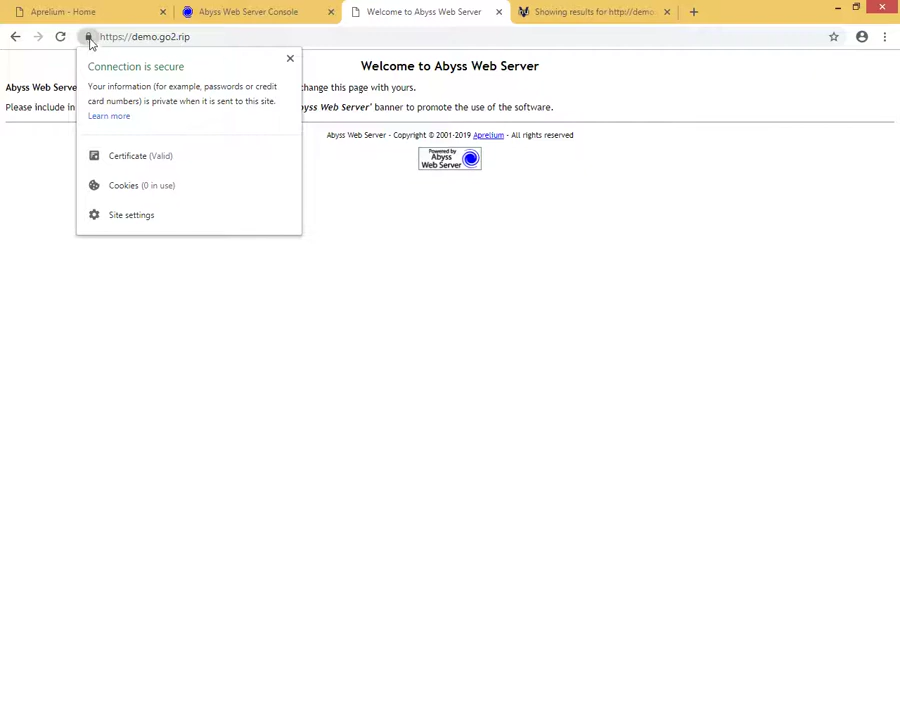 Aprelium - Home
Abyss Web Server Console
Welcome to Abyss Web Server
Showing results for http://demo
https://demo.go2.rip
Connection is secure
Your information (for example, passwords or credit
card numbers) is private when it is sent to this site.
Learn more
Certificate (Valid)
Cookies (0 in use)
Site settings
Welcome to Abyss Web Server
Abyss Web Serve change this page with yours.
Please include in byss Web Server' banner to promote the use of the software.
Abyss Web Server - Copyright © 2001-2019 Aprelium - All rights reserved
Powered by
Abyss
Web Server